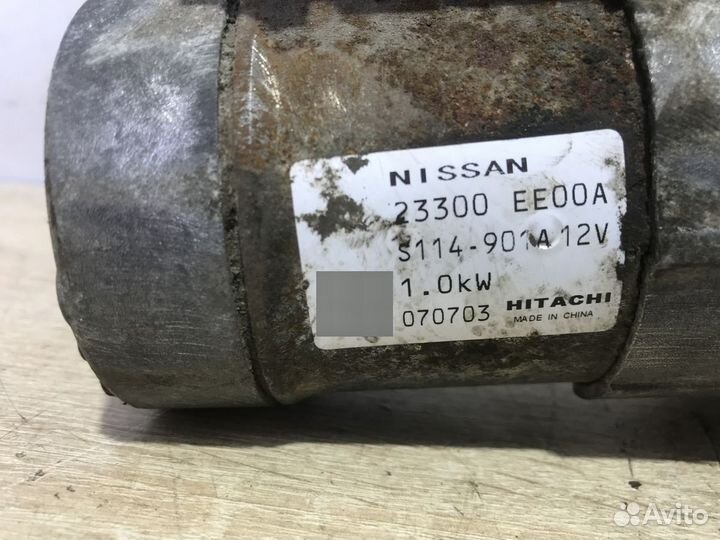 NISSAN
23300 EE00A
S114-901A 12V
1.0kW
070703 HITACHI
MADE IN CHINA
Avito